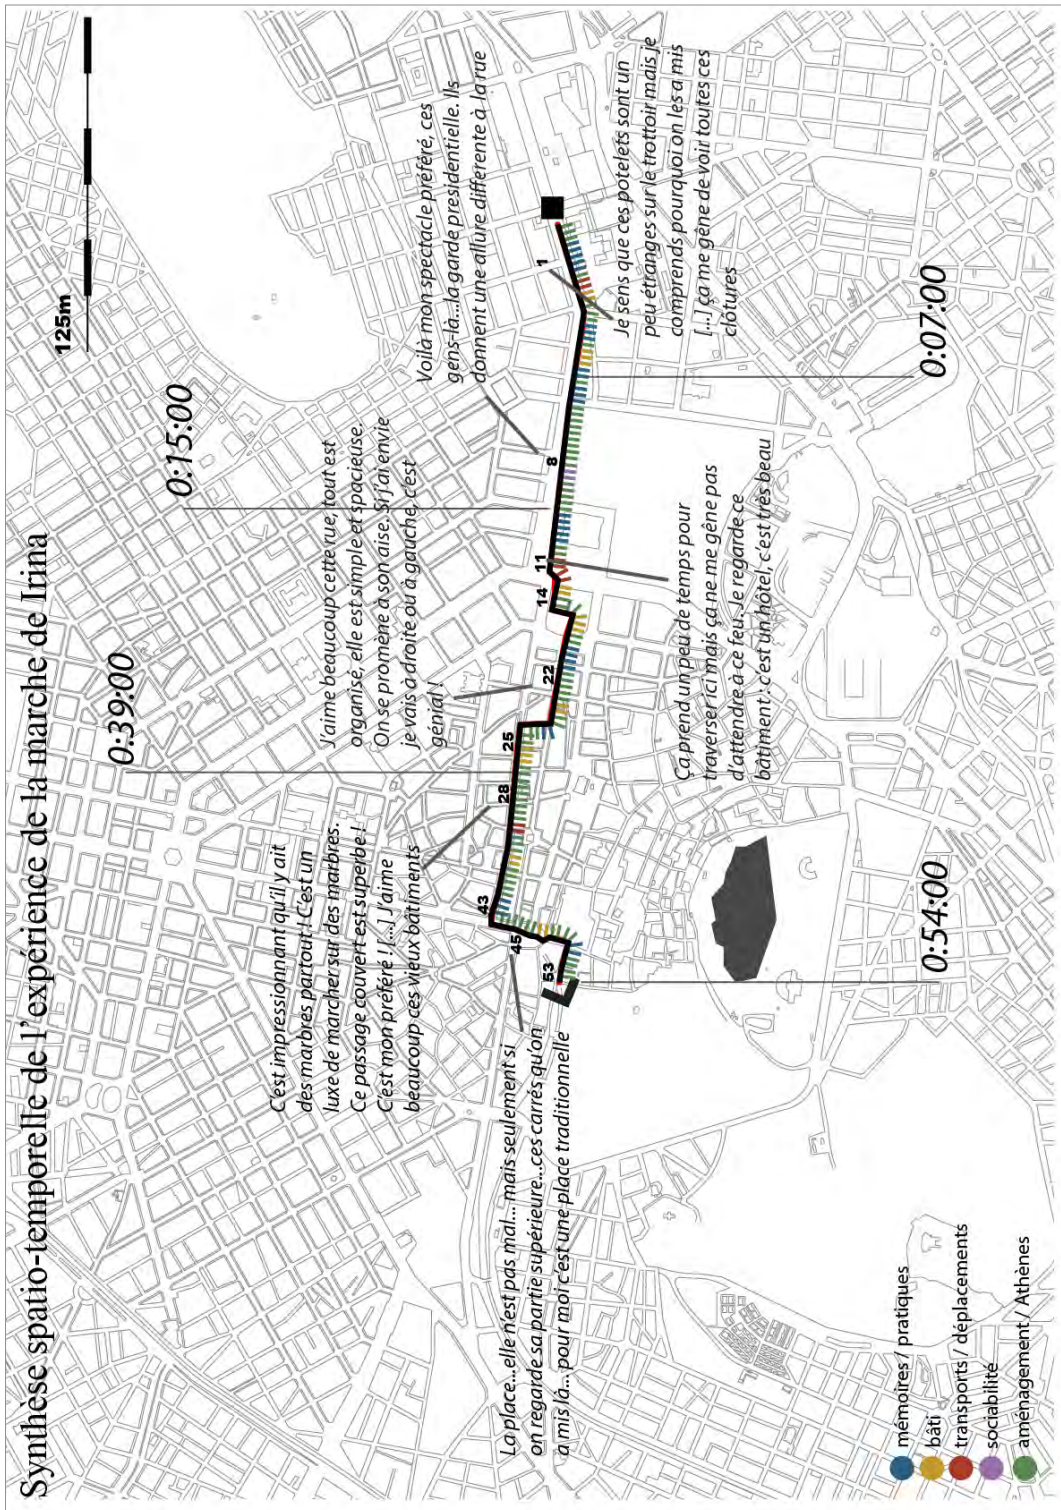 Synthèse spatio-temporelle de l'expérience de la marche de Irina
125m
0:39:00
0:15:00
C'est impressionnant qu'il y ait
des marbres partout ! C'est un
luxe de marcher sur des marbres.
Ce passage couvert est superbe !
C'est mon préféré ! [...] J'aime
beaucoup ces vieux bâtiments
J'aime beaucoup cette rue, tout est
organisé, elle est simple et spacieuse.
On se promène à son aise. Si j'ai envie
je vais à droite ou à gauche, c'est
génial !
Voilà mon spectacle préféré, ces
gens-là...la garde presidentielle. Ils
donnent une allure differente à la rue
La place...elle n'est pas mal... mais seulement si
on regarde sa partie supérieure...ces carrés qu'on
a mis là... pour moi c'est une place traditionnelle
53
45
43
28
25
22
14
11
8
1
Ça prend un peu de temps pour
traverser ici mais ça ne me gêne pas
d'attendre à ce feu. Je regarde ce
bâtiment : c'est un hôtel, c'est très beau
Je sens que ces potelets sont un
peu étranges sur le trottoir mais je
comprends pourquoi on les a mis
[...] ça me gêne de voir toutes ces
clôtures
0:54:00
0:07:00
mémoires / pratiques
bâti
transports / déplacements
sociabilité
aménagement / Athènes